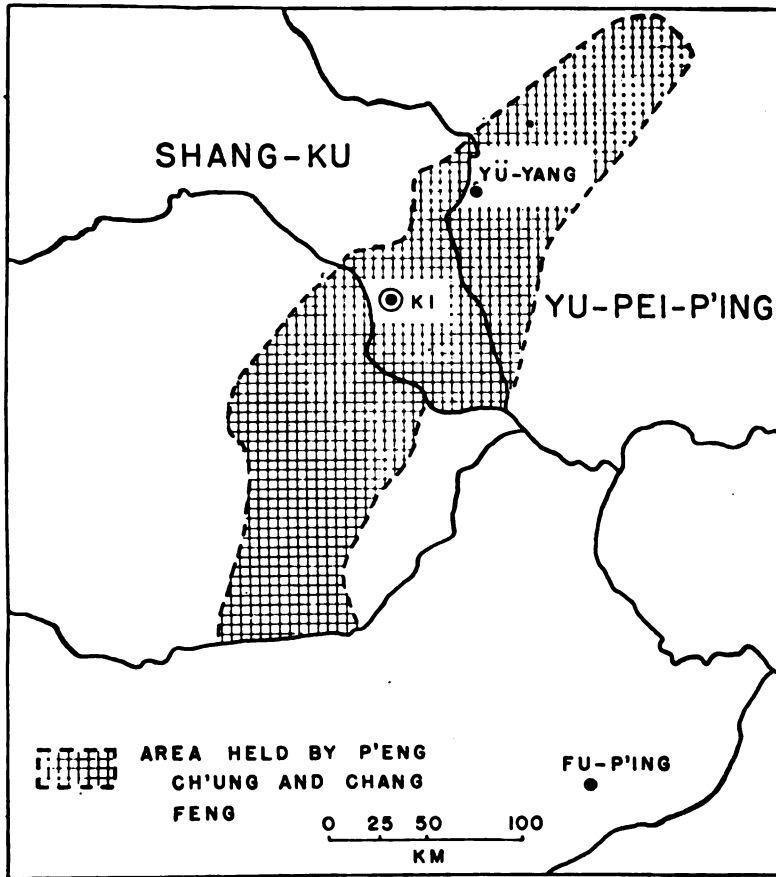 SHANG-KU
YÜ-YANG
KI
YU-PEI-P'ING
AREA HELD BY P'ENG
CH'UNG AND CHANG
FENG
FU-P'ING
0 25 50 100
KM